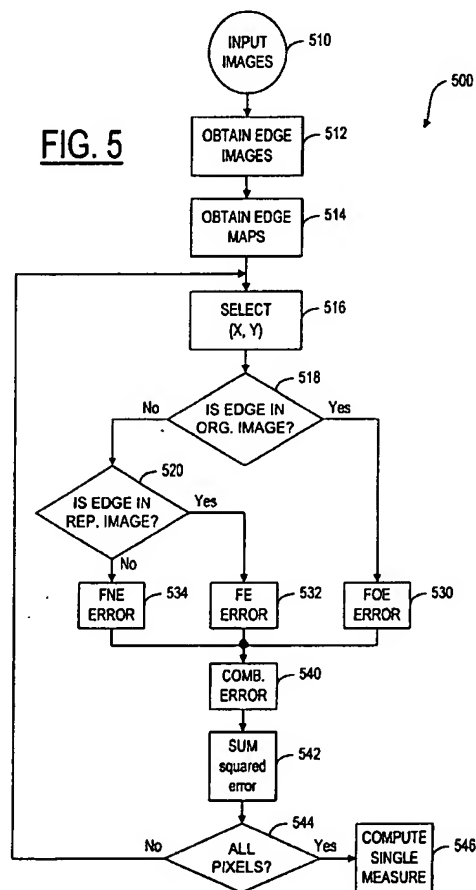 INPUT
IMAGES
510
500
FIG. 5
OBTAIN EDGE
IMAGES
512
OBTAIN EDGE
MAPS
514
SELECT
(X, Y)
516
518
No
IS EDGE IN
ORG. IMAGE?
Yes
520
IS EDGE IN
REP. IMAGE?
Yes
No
FNE
ERROR
534
FE
ERROR
532
FOE
ERROR
530
COMB.
ERROR
540
SUM
squared
error
542
544
No
ALL
PIXELS?
Yes
COMPUTE
SINGLE
MEASURE
546